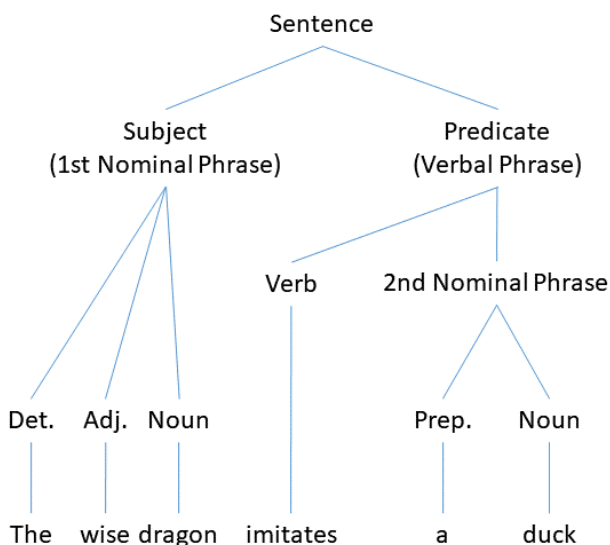 Sentence
Subject Predicate
(1st Nominal Phrase) (Verbal Phrase)
Verb 2nd Nominal Phrase
Det. Adj. Noun Prep. Noun
The wise dragon imitates a duck